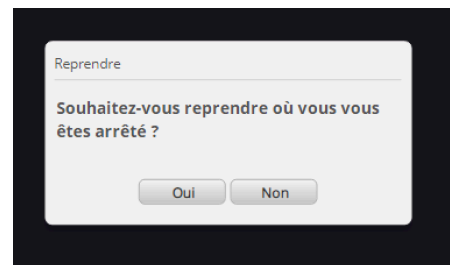 Reprendre
Souhaitez-vous reprendre où vous vous
êtes arrêté ?
Oui Non